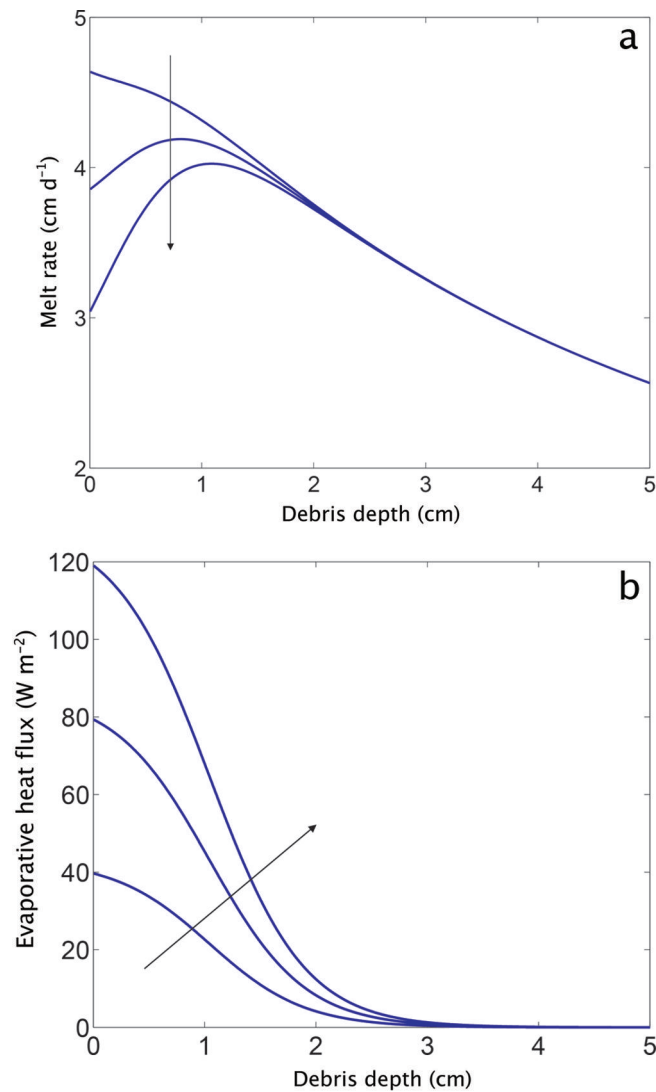 a
5
4
3
2
Melt rate (cm d⁻¹)
0 1 2 3 4 5
Debris depth (cm)
b
120
100
80
60
40
20
0
Evaporative heat flux (W m⁻²)
0 1 2 3 4 5
Debris depth (cm)